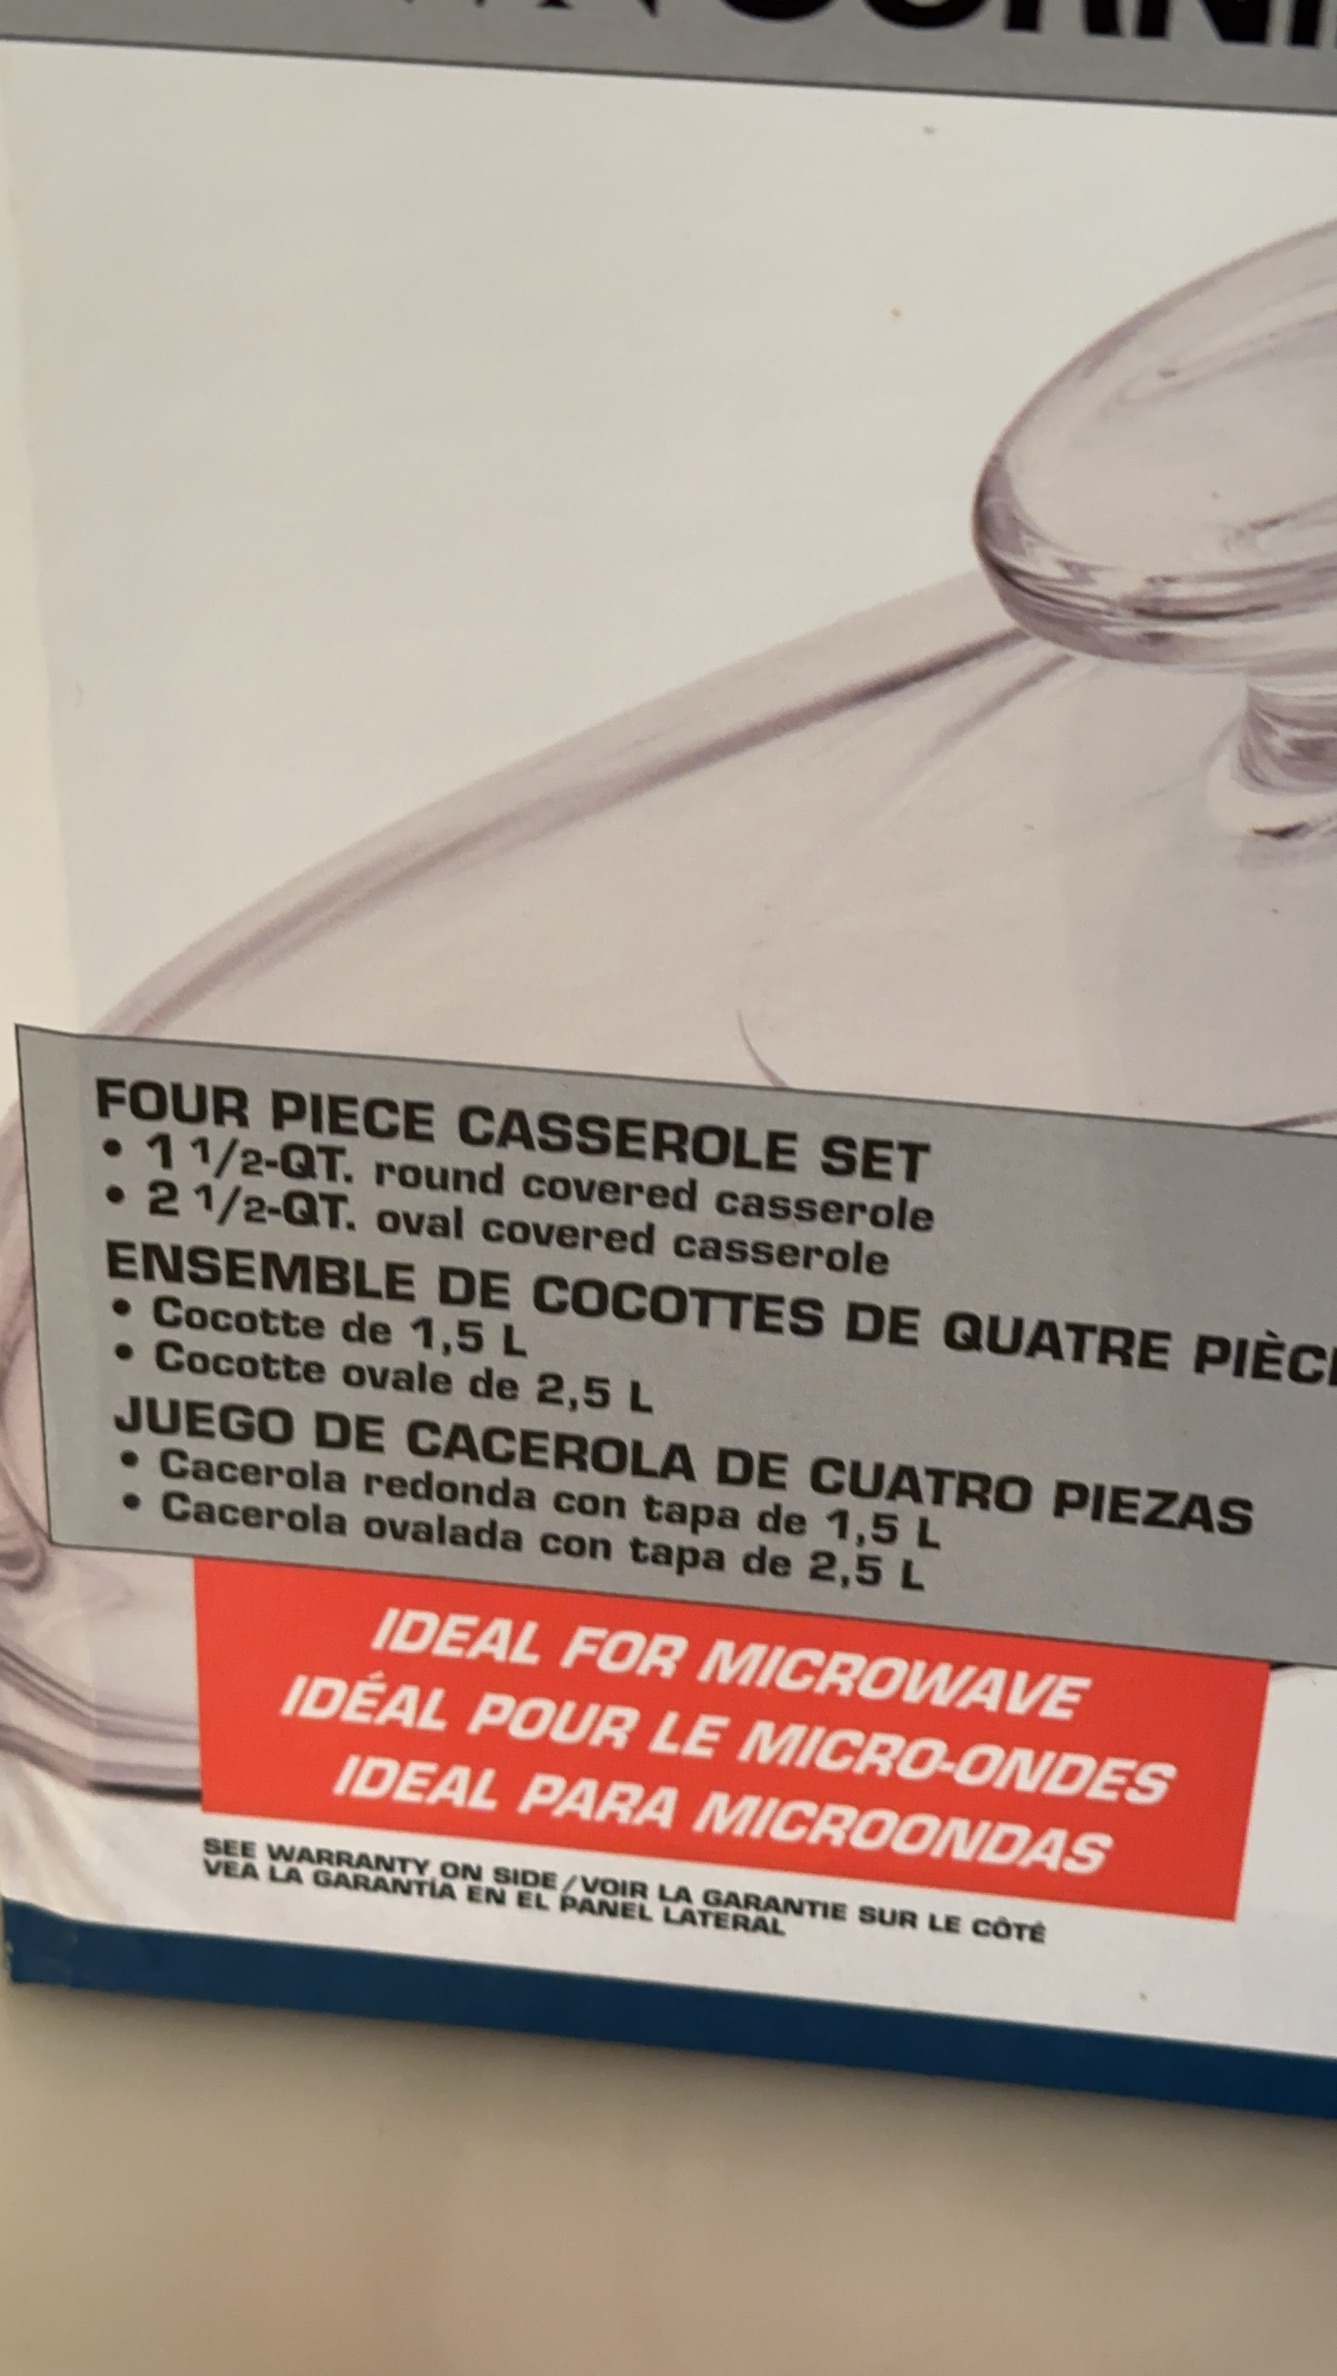 FOUR PIECE CASSEROLE SET
• 1 1/2-QT. round covered casserole
• 2 1/2-QT. oval covered casserole
ENSEMBLE DE COCOTTES DE QUATRE
• Cocotte de 1,5 L
• Cocotte ovale de 2,5 L
JUEGO DE CACEROLA DE CUATRO PIEZAS
• Cacerola redonda con tapa de 1,5 L
• Cacerola ovalada con tapa de 2,5 L
IDEAL FOR MICROWAVE
IDÉAL POUR LE MICRO-ONDES
IDEAL PARA MICROONDAS
SEE WARRANTY ON SIDE / VOIR LA GARANTIE SUR LE CÔTÉ
VEA LA GARANTÍA EN EL PANEL LATERAL